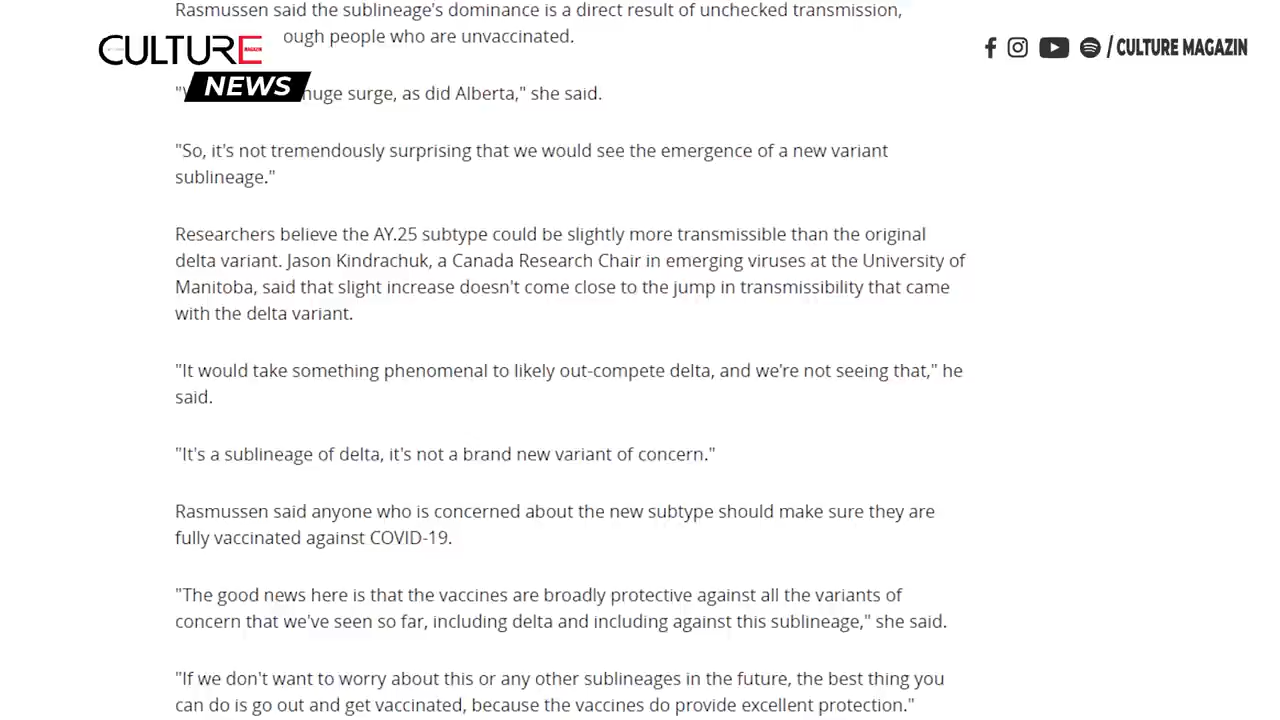 Rasmussen said the sublineage's dominance is a direct result of unchecked transmission,
CULTURE
ough people who are unvaccinated.
/CULTURE MAGAZIN
NEWS
huge surge, as did Alberta," she said.
"So, it's not tremendously surprising that we would see the emergence of a new variant
sublineage."
Researchers believe the AY.25 subtype could be slightly more transmissible than the original
delta variant. Jason Kindrachuk, a Canada Research Chair in emerging viruses at the University of
Manitoba, said that slight increase doesn't come close to the jump in transmissibility that came
with the delta variant.
"It would take something phenomenal to likely out-compete delta, and we're not seeing that," he
said.
"It's a sublineage of delta, it's not a brand new variant of concern."
Rasmussen said anyone who is concerned about the new subtype should make sure they are
fully vaccinated against COVID-19.
"The good news here is that the vaccines are broadly protective against all the variants of
concern that we've seen so far, including delta and including against this sublineage," she said.
"If we don't want to worry about this or any other sublineages in the future, the best thing you
can do is go out and get vaccinated, because the vaccines do provide excellent protection."